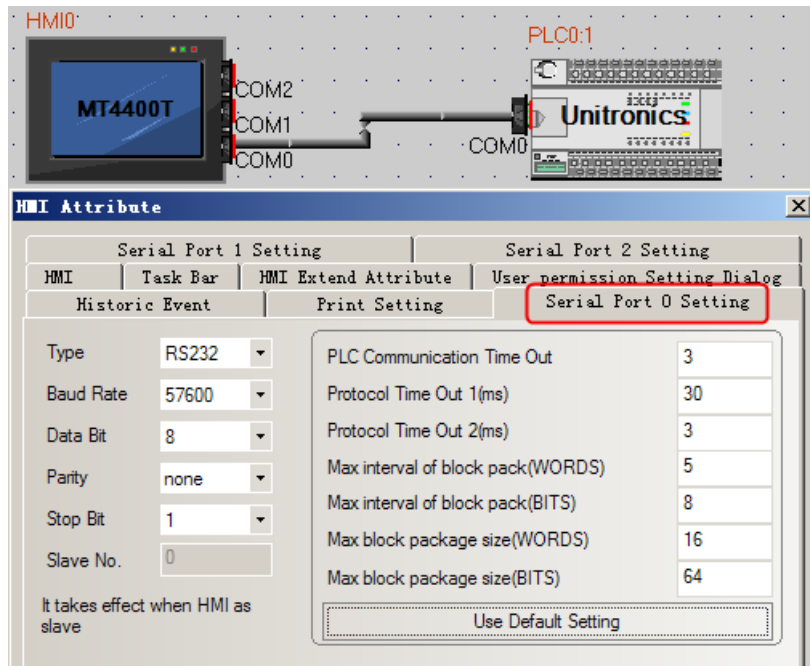 HMI0
PLC0:1
MT4400T
COM2
COM1
COM0
COM0
Unitronics
HMI Attribute
Serial Port 1 Setting
Serial Port 2 Setting
HMI
Task Bar
HMI Extend Attribute
User permission Setting Dialog
Historic Event
Print Setting
Serial Port 0 Setting
Type RS232
Baud Rate 57600
Data Bit 8
Parity none
Stop Bit 1
Slave No. 0
It takes effect when HMI as
slave
PLC Communication Time Out 3
Protocol Time Out 1(ms) 30
Protocol Time Out 2(ms) 3
Max interval of block pack(WORDS) 5
Max interval of block pack(BITS) 8
Max block package size(WORDS) 16
Max block package size(BITS) 64
Use Default Setting